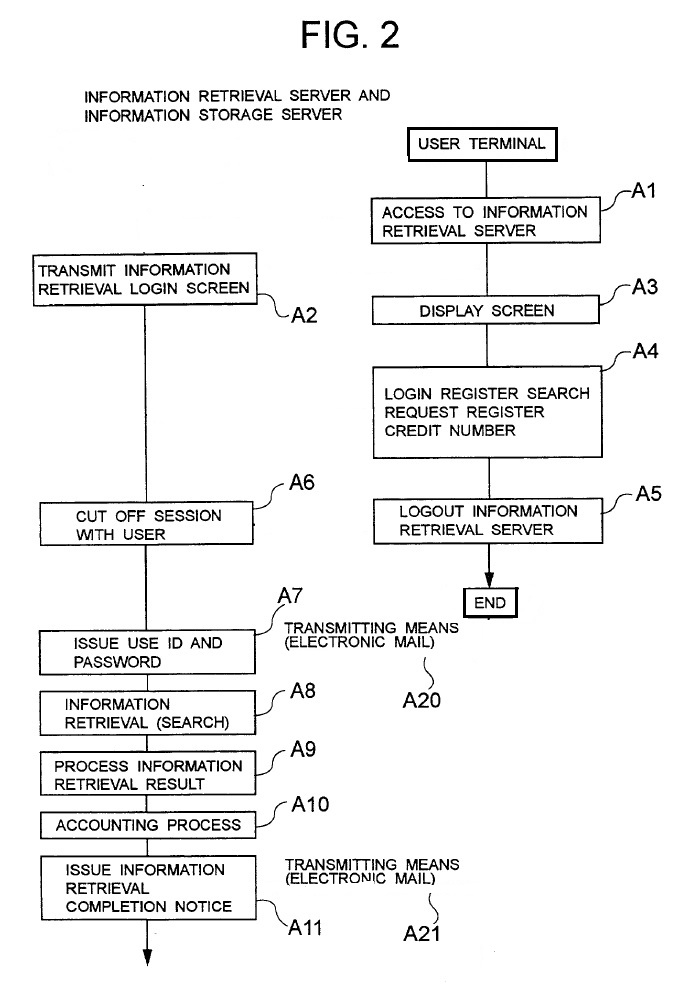 FIG. 2
INFORMATION RETRIEVAL SERVER AND
INFORMATION STORAGE SERVER
USER TERMINAL
A1
ACCESS TO INFORMATION
RETRIEVAL SERVER
TRANSMIT INFORMATION
RETRIEVAL LOGIN SCREEN
A2
A3
DISPLAY SCREEN
A4
LOGIN REGISTER SEARCH
REQUEST REGISTER
CREDIT NUMBER
A6
CUT OFF SESSION
WITH USER
A5
LOGOUT INFORMATION
RETRIEVAL SERVER
END
A7
ISSUE USE ID AND
PASSWORD
TRANSMITTING MEANS
(ELECTRONIC MAIL)
A20
A8
INFORMATION
RETRIEVAL (SEARCH)
A9
PROCESS INFORMATION
RETRIEVAL RESULT
A10
ACCOUNTING PROCESS
ISSUE INFORMATION
RETRIEVAL
COMPLETION NOTICE
A11
TRANSMITTING MEANS
(ELECTRONIC MAIL)
A21